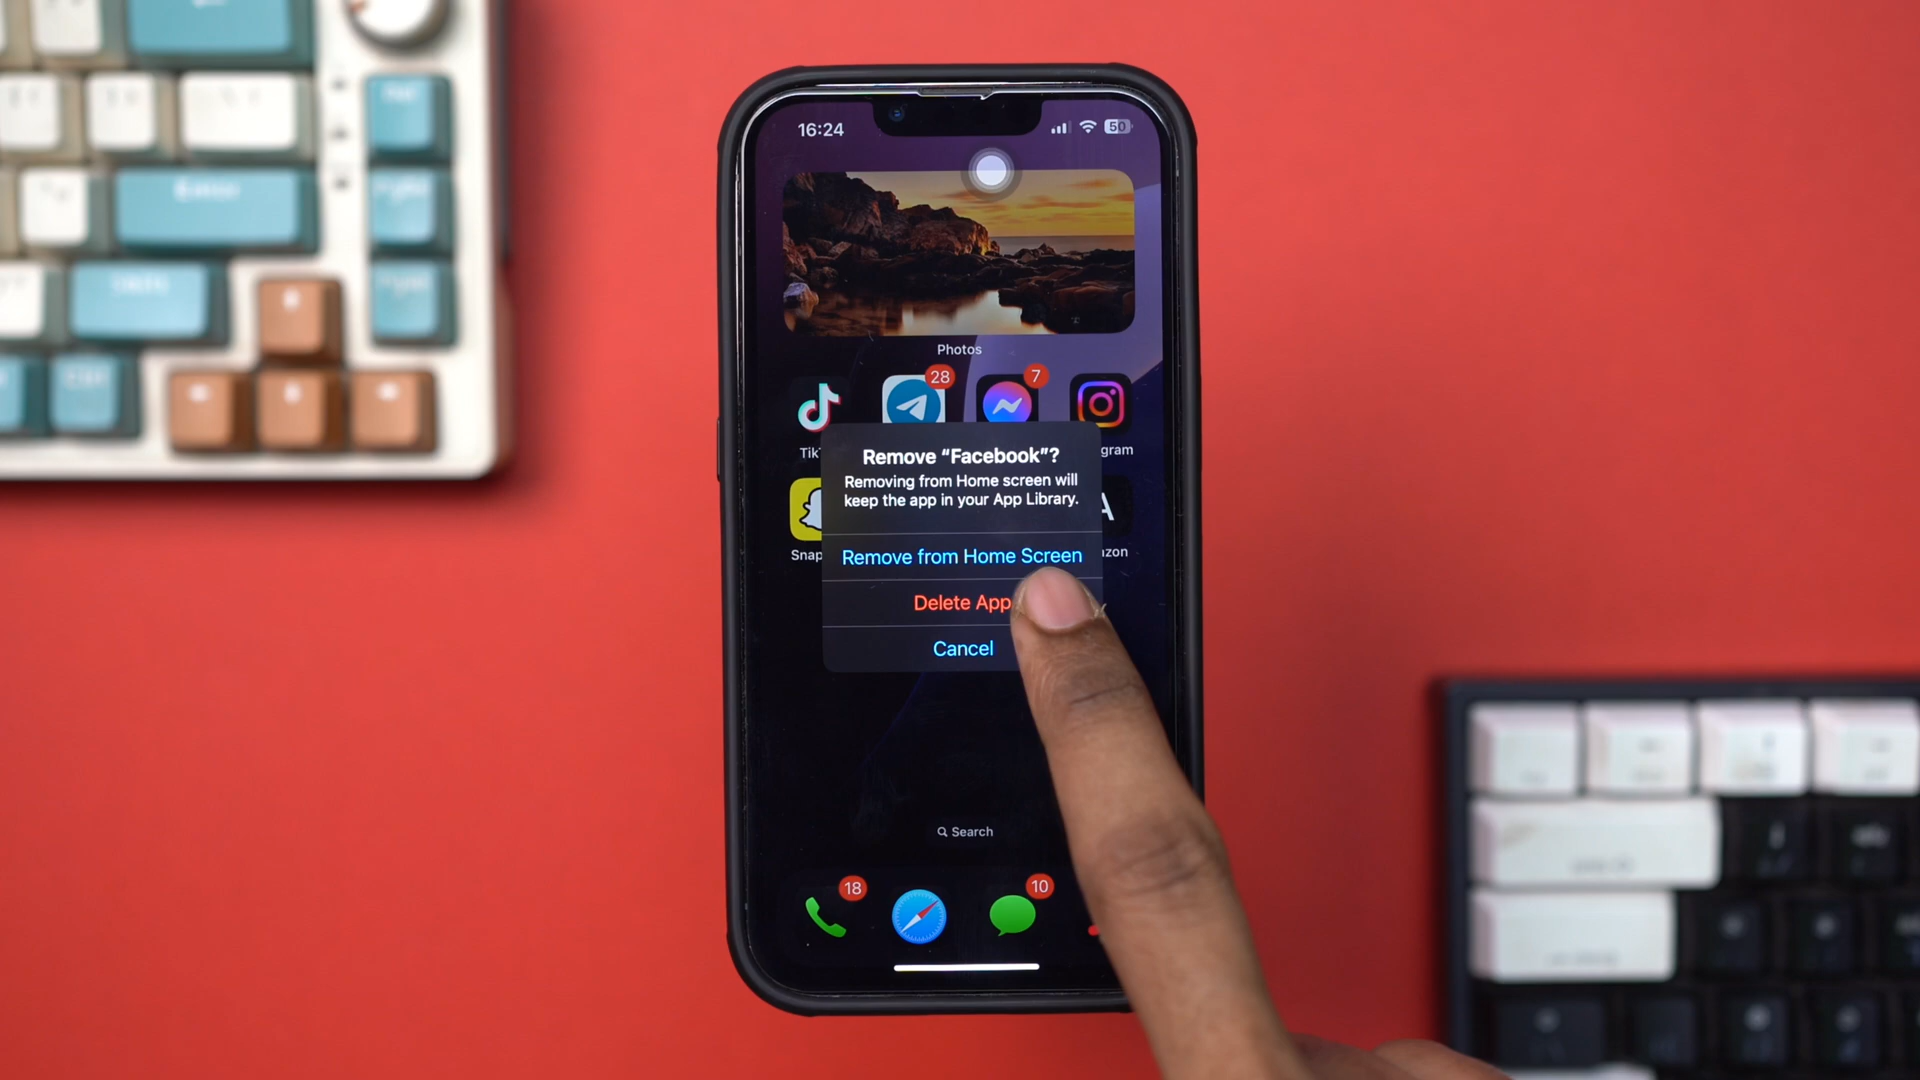 16:24
50
Photos
28
7
Tik
gram
Remove “Facebook”?
Removing from Home screen will
keep the app in your App Library.
A
Snap
zon
Remove from Home Screen
Delete App
Cancel
Search
18
10
Enter